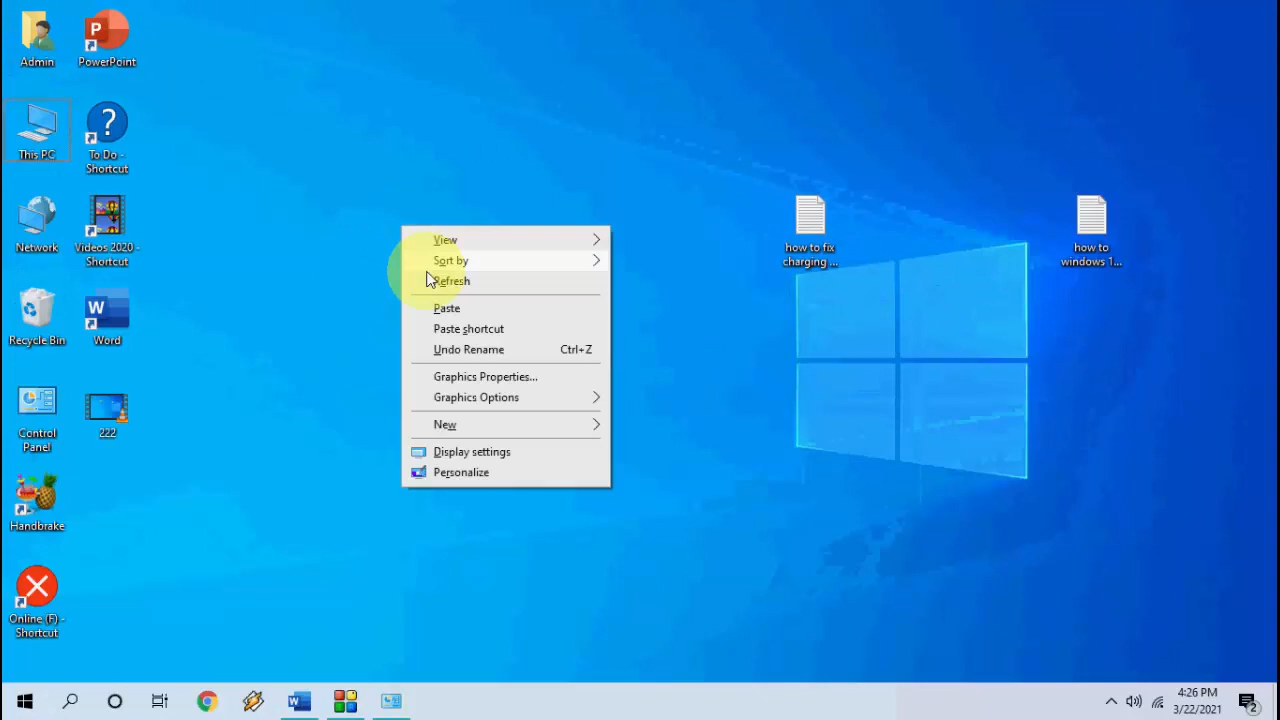 Admin
PowerPoint
This PC
To Do -
Shortcut
Network
Videos 2020 -
Shortcut
Recycle Bin
Word
Control
Panel
222
Handbrake
Online (F) -
Shortcut
View
Sort by
Refresh
Paste
Paste shortcut
Undo Rename Ctrl+Z
Graphics Properties...
Graphics Options
New
Display settings
Personalize
how to fix
charging ...
how to
windows 1...
4:26 PM
3/22/2021
2